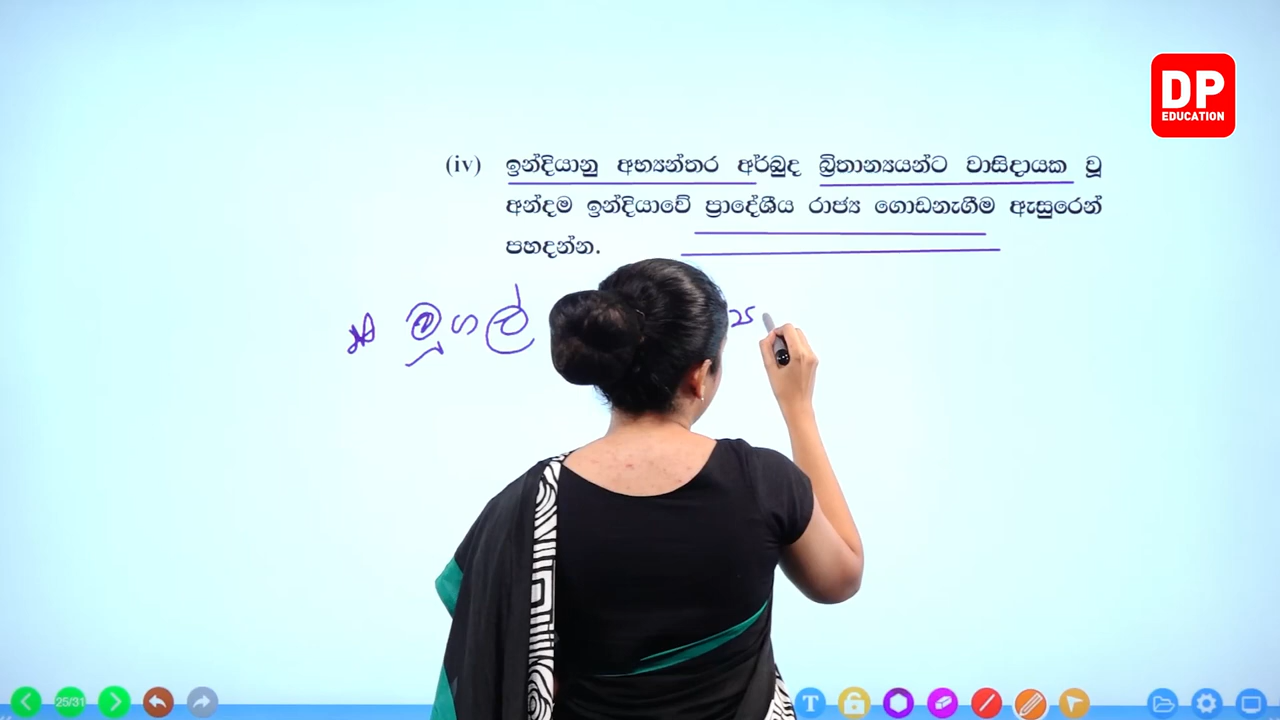 DP
EDUCATION
(iv) ඉන්දියානු අභ්‍යන්තර අර්බුද බ්‍රිතාන්‍යයන්ට වාසිදායක වූ
අන්දම ඉන්දියාවේ ප්‍රාදේශීය රාජ්‍ය ගොඩනැගීම ඇසුරෙන්
පහදන්න.
මූගල්
25/31
T